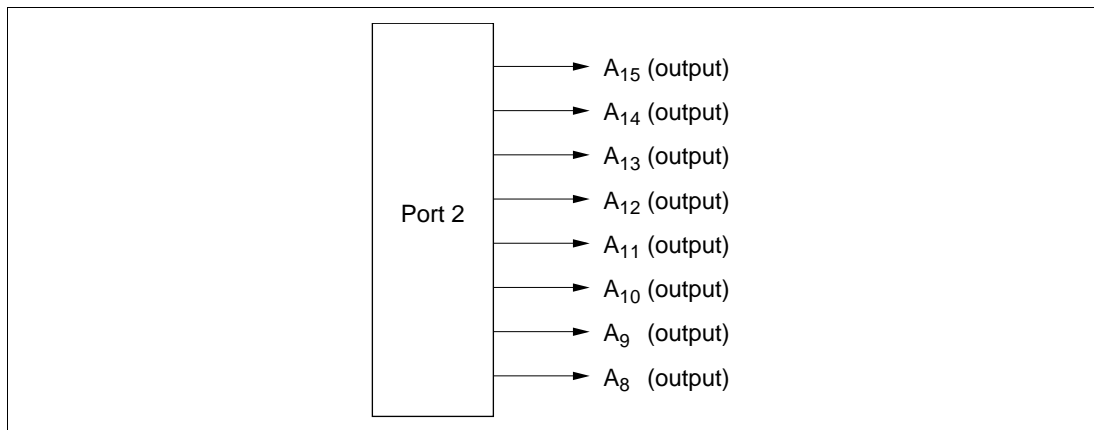 Port 2
A15 (output)
A14 (output)
A13 (output)
A12 (output)
A11 (output)
A10 (output)
A9 (output)
A8 (output)